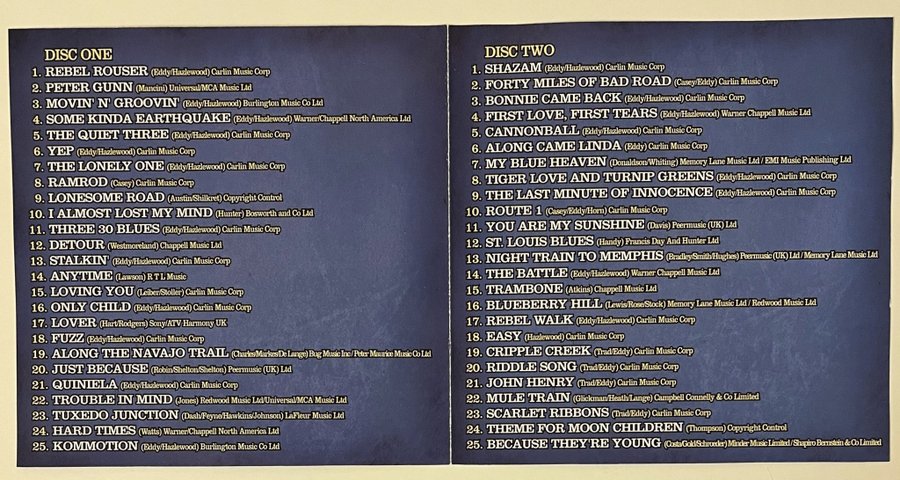 DISC ONE
1. REBEL ROUSER (Eddy/Hazlewood) Carlin Music Corp
2. PETER GUNN (Mancini) Universal/MCA Music Ltd
3. MOVIN' N' GROOVIN' (Eddy/Hazlewood) Burlington Music Co Ltd
4. SOME KINDA EARTHQUAKE (Eddy/Hazlewood) Warner/Chappell North America Ltd
5. THE QUIET THREE (Eddy/Hazlewood) Carlin Music Corp
6. YEP (Eddy/Hazlewood) Carlin Music Corp
7. THE LONELY ONE (Eddy/Hazlewood) Carlin Music Corp
8. RAMROD (Casey) Carlin Music Corp
9. LONESOME ROAD (Austin/Shilkret) Copyright Control
10. I ALMOST LOST MY MIND (Hunter) Bosworth and Co Ltd
11. THREE 30 BLUES (Eddy/Hazlewood) Carlin Music Corp
12. DETOUR (Westmoreland) Chappell Music Ltd
13. STALKIN' (Eddy/Hazlewood) Carlin Music Corp
14. ANYTIME (Lawson) R T L Music
15. LOVING YOU (Leiber/Stoller) Carlin Music Corp
16. ONLY CHILD (Eddy/Hazlewood) Carlin Music Corp
17. LOVER (Hart/Rodgers) Sony/ATV Harmony UK
18. FUZZ (Eddy/Hazlewood) Carlin Music Corp
19. ALONG THE NAVAJO TRAIL (Charles/Markes/De Lange) Bug Music Inc/ Peter Maurice Music Co Ltd
20. JUST BECAUSE (Robin/Shelton/Shelton) Peermusic (UK) Ltd
21. QUINIELA (Eddy/Hazlewood) Carlin Music Corp
22. TROUBLE IN MIND (Jones) Redwood Music Ltd/Universal/MCA Music Ltd
23. TUXEDO JUNCTION (Dash/Feyne/Hawkins/Johnson) LaFleur Music Ltd
24. HARD TIMES (Watts) Warner/Chappell North America Ltd
25. KOMMOTION (Eddy/Hazlewood) Burlington Music Co Ltd
DISC TWO
1. SHAZAM (Eddy/Hazlewood) Carlin Music Corp
2. FORTY MILES OF BAD ROAD (Casey/Eddy) Carlin Music Corp
3. BONNIE CAME BACK (Eddy/Hazlewood) Carlin Music Corp
4. FIRST LOVE, FIRST TEARS (Eddy/Hazlewood) Warner Chappell Music Ltd
5. CANNONBALL (Eddy/Hazlewood) Carlin Music Corp
6. ALONG CAME LINDA (Eddy) Carlin Music Corp
7. MY BLUE HEAVEN (Donaldson/Whiting) Memory Lane Music Ltd / EMI Music Publishing Ltd
8. TIGER LOVE AND TURNIP GREENS (Eddy/Hazlewood) Carlin Music Corp
9. THE LAST MINUTE OF INNOCENCE (Eddy/Hazlewood) Carlin Music Corp
10. ROUTE 1 (Casey/Eddy/Horn) Carlin Music Corp
11. YOU ARE MY SUNSHINE (Davis) Peermusic (UK) Ltd
12. ST. LOUIS BLUES (Handy) Francis Day And Hunter Ltd
13. NIGHT TRAIN TO MEMPHIS (Bradley/Smith/Hughes) Peermusic (UK) Ltd / Memory Lane Music Ltd
14. THE BATTLE (Eddy/Hazlewood) Warner Chappell Music Ltd
15. TRAMBONE (Atkins) Chappell Music Ltd
16. BLUEBERRY HILL (Lewis/Rose/Stock) Memory Lane Music Ltd / Redwood Music Ltd
17. REBEL WALK (Eddy/Hazlewood) Carlin Music Corp
18. EASY (Hazlewood) Carlin Music Corp
19. CRIPPLE CREEK (Trad/Eddy) Carlin Music Corp
20. RIDDLE SONG (Trad/Eddy) Carlin Music Corp
21. JOHN HENRY (Trad/Eddy) Carlin Music Corp
22. MULE TRAIN (Glickman/Heath/Lange) Campbell Connelly & Co Limited
23. SCARLET RIBBONS (Trad/Eddy) Carlin Music Corp
24. THEME FOR MOON CHILDREN (Thompson) Copyright Control
25. BECAUSE THEY'RE YOUNG (Costa/Gold/Schroeder) Minder Music Limited / Shapiro Bernstein & Co Limited